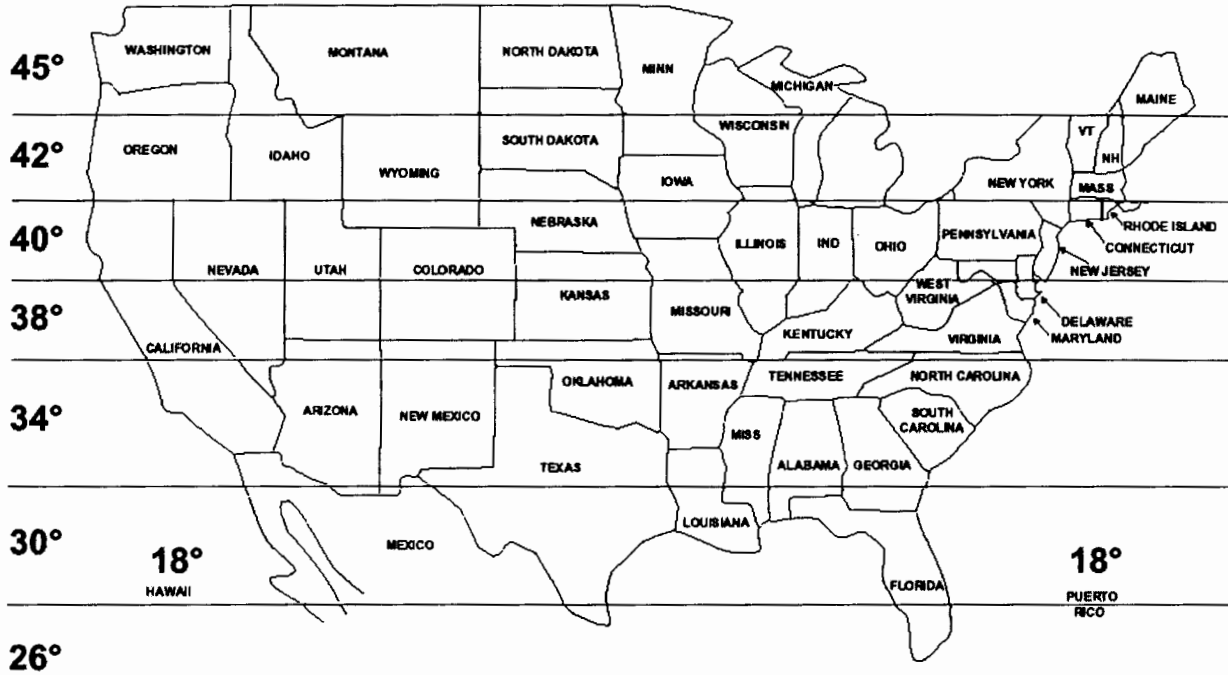 WASHINGTON
MONTANA
NORTH DAKOTA
MINN
45°
MICHIGAN
MAINE
WISCONSIN
VT
SOUTH DAKOTA
OREGON
IDAHO
42°
NH
WYOMING
IOWA
NEW YORK
MASS
NEBRASKA
RHODE ISLAND
PENNSYLVANIA
40°
ILLINOIS
IND
OHIO
CONNECTICUT
NEVADA
UTAH
COLORADO
NEW JERSEY
WEST
VIRGINIA
KANSAS
MISSOURI
38°
DELAWARE
KENTUCKY
VIRGINIA
MARYLAND
CALIFORNIA
TENNESSEE
NORTH CAROLINA
OKLAHOMA
ARKANSAS
ARIZONA
NEW MEXICO
34°
SOUTH
CAROLINA
MISS
TEXAS
ALABAMA
GEORGIA
LOUISIANA
30°
MEXICO
18°
HAWAII
FLORIDA
18°
PUERTO
RICO
26°